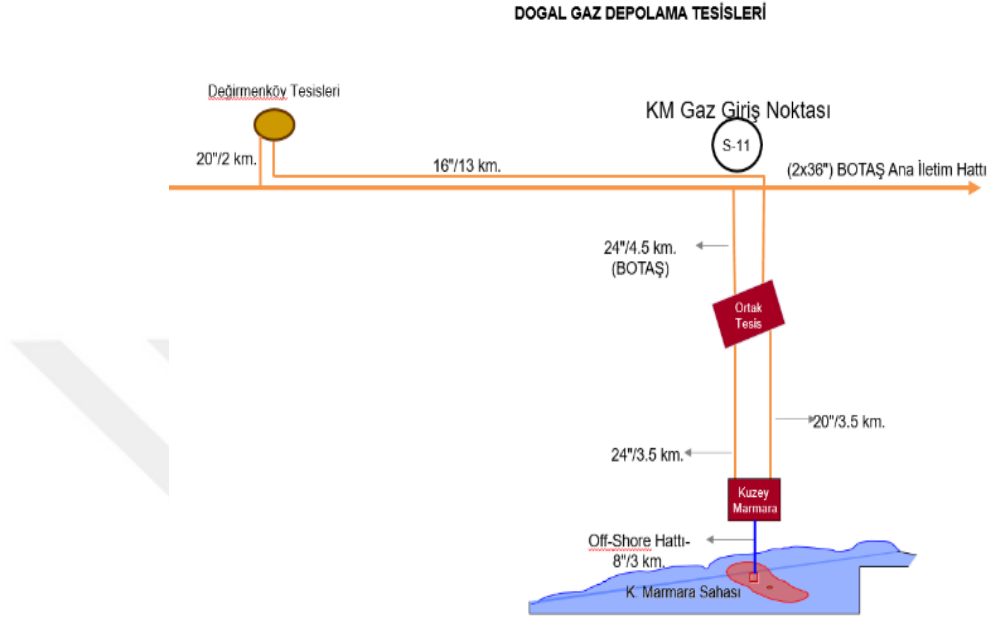 DOGAL GAZ DEPOLAMA TESİSLERİ
Değirmenköy Tesisleri
KM Gaz Giriş Noktası
S-11
20"/2 km.
16"/13 km.
(2x36") BOTAŞ Ana İletim Hattı
24"/4.5 km.
(BOTAŞ)
Ortak
Tesis
20"/3.5 km.
24"/3.5 km.
Kuzey
Marmara
Off-Shore Hattı-
8"/3 km.
K. Marmara Sahası